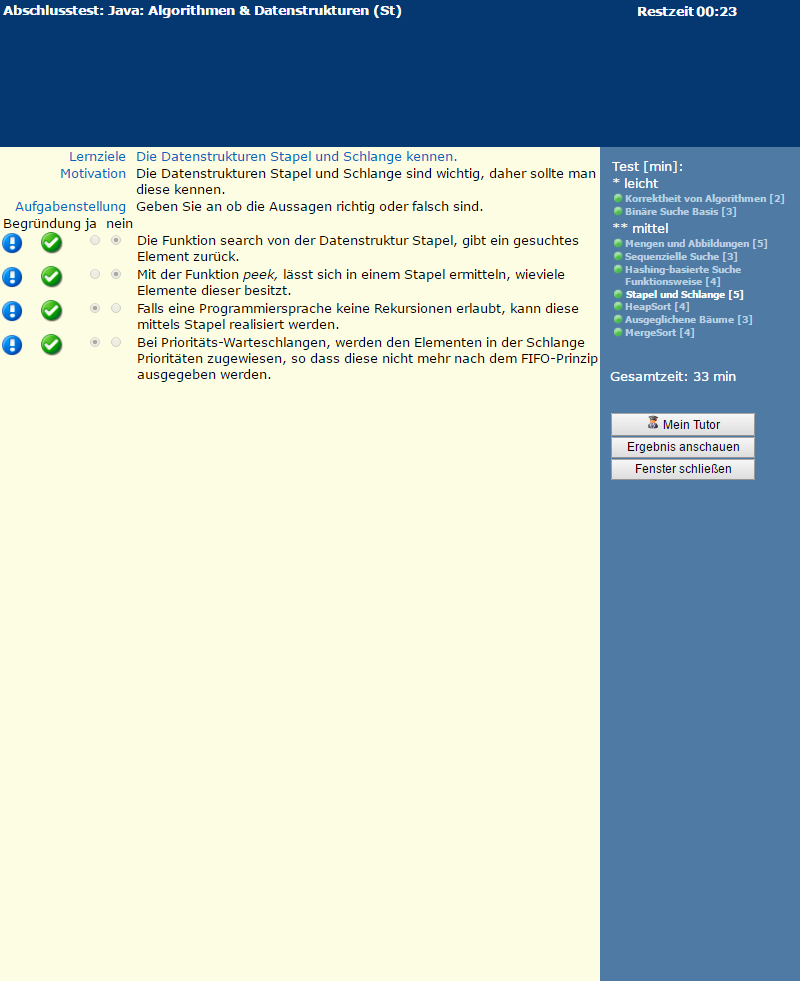 Abschlusstest: Java: Algorithmen & Datenstrukturen (St)
Restzeit 00:23
Lernziele Die Datenstrukturen Stapel und Schlange kennen.
Motivation Die Datenstrukturen Stapel und Schlange sind wichtig, daher sollte man
diese kennen.
Aufgabenstellung Geben Sie an ob die Aussagen richtig oder falsch sind.
Begründung ja nein
Die Funktion search von der Datenstruktur Stapel, gibt ein gesuchtes
Element zurück.
Mit der Funktion peek, lässt sich in einem Stapel ermitteln, wieviele
Elemente dieser besitzt.
Falls eine Programmiersprache keine Rekursionen erlaubt, kann diese
mittels Stapel realisiert werden.
Bei Prioritäts-Warteschlangen, werden den Elementen in der Schlange
Prioritäten zugewiesen, so dass diese nicht mehr nach dem FIFO-Prinzip
ausgegeben werden.
Test [min]:
* leicht
Korrektheit von Algorithmen [2]
Binäre Suche Basis [3]
** mittel
Mengen und Abbildungen [5]
Sequenzielle Suche [3]
Hashing-basierte Suche
Funktionsweise [4]
Stapel und Schlange [5]
HeapSort [4]
Ausgeglichene Bäume [3]
MergeSort [4]
Gesamtzeit: 33 min
Mein Tutor
Ergebnis anschauen
Fenster schließen